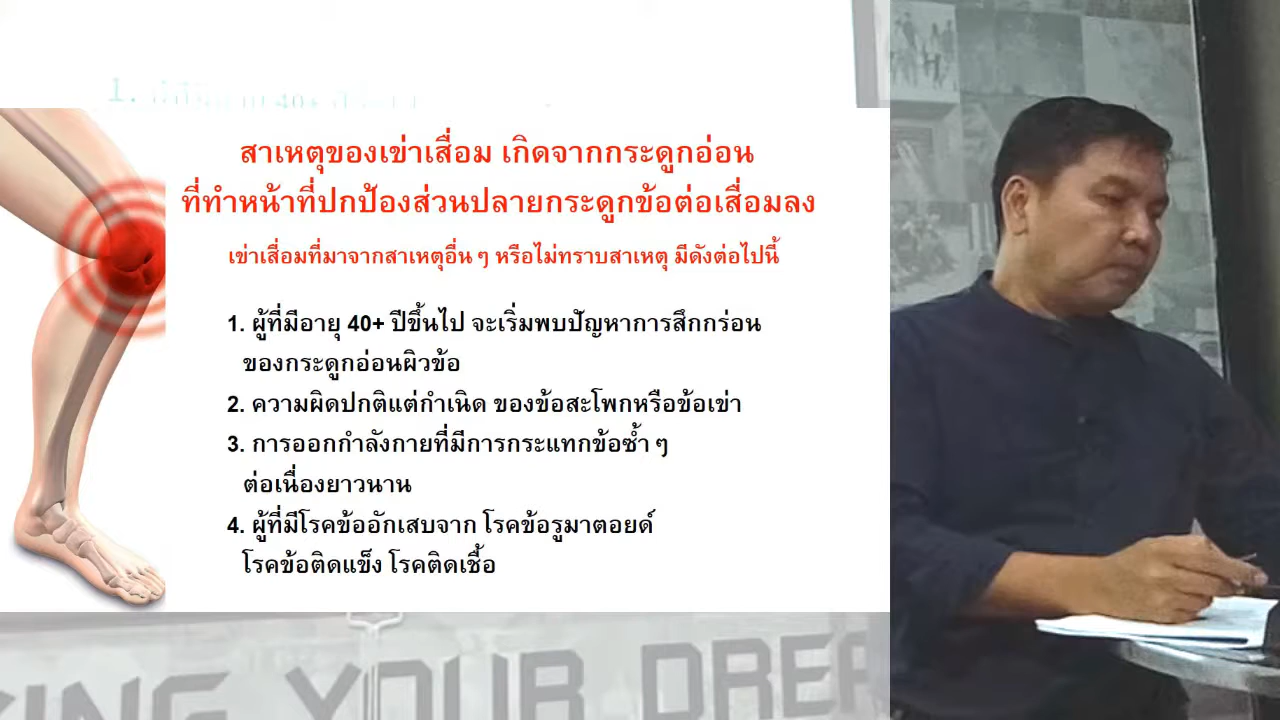 สาเหตุของเข่าเสื่อม เกิดจากกระดูกอ่อน
ที่ทำหน้าที่ปกป้องส่วนปลายกระดูกข้อต่อเสื่อมลง
เข่าเสื่อมที่มาจากสาเหตุอื่น ๆ หรือไม่ทราบสาเหตุ มีดังต่อไปนี้
1. ผู้ที่มีอายุ 40+ ปีขึ้นไป จะเริ่มพบปัญหาการสึกกร่อน
ของกระดูกอ่อนผิวข้อ
2. ความผิดปกติแต่กำเนิด ของข้อสะโพกหรือข้อเข่า
3. การออกกำลังกายที่มีการกระแทกข้อซ้ำ ๆ
ต่อเนื่องยาวนาน
4. ผู้ที่มีโรคข้ออักเสบจาก โรคข้อรูมาตอยด์
โรคข้อติดแข็ง โรคติดเชื้อ
YOUR